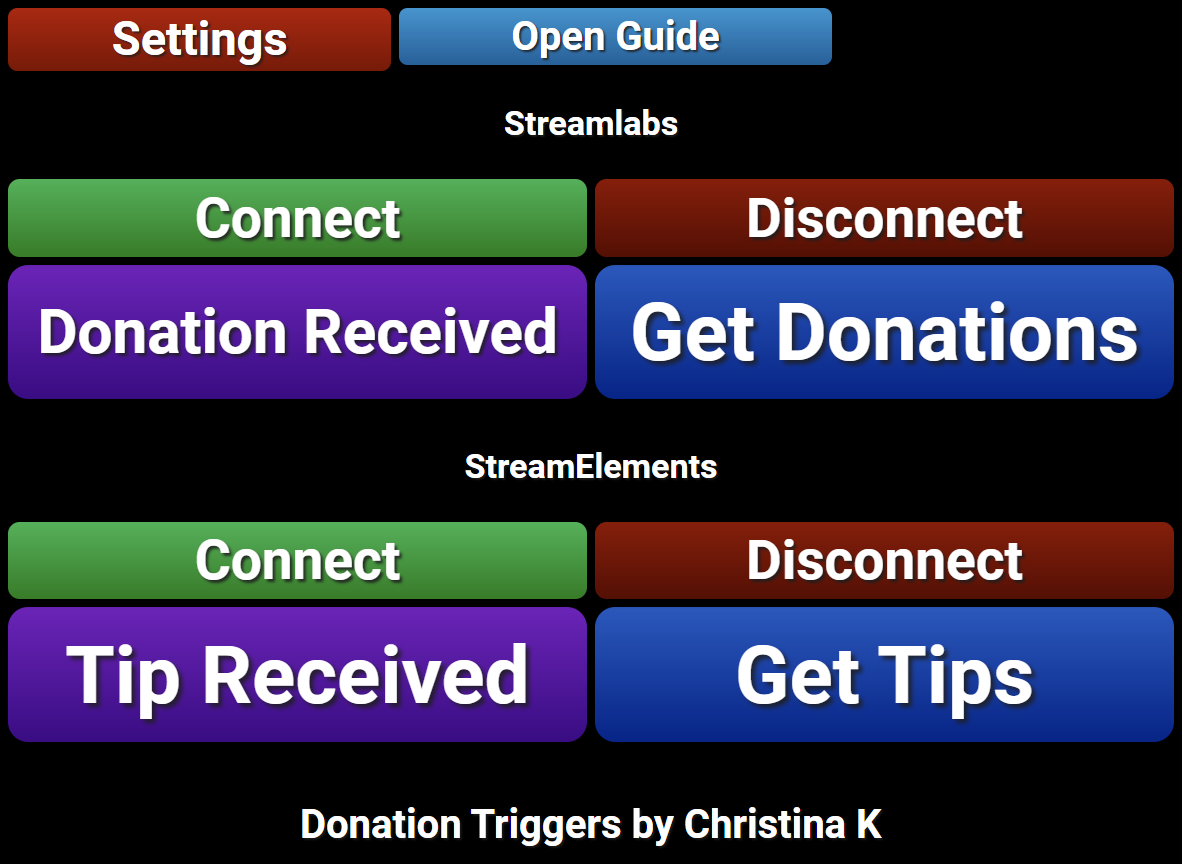 Settings
Open Guide
Streamlabs
Connect
Disconnect
Donation Received
Get Donations
StreamElements
Connect
Disconnect
Tip Received
Get Tips
Donation Triggers by Christina K